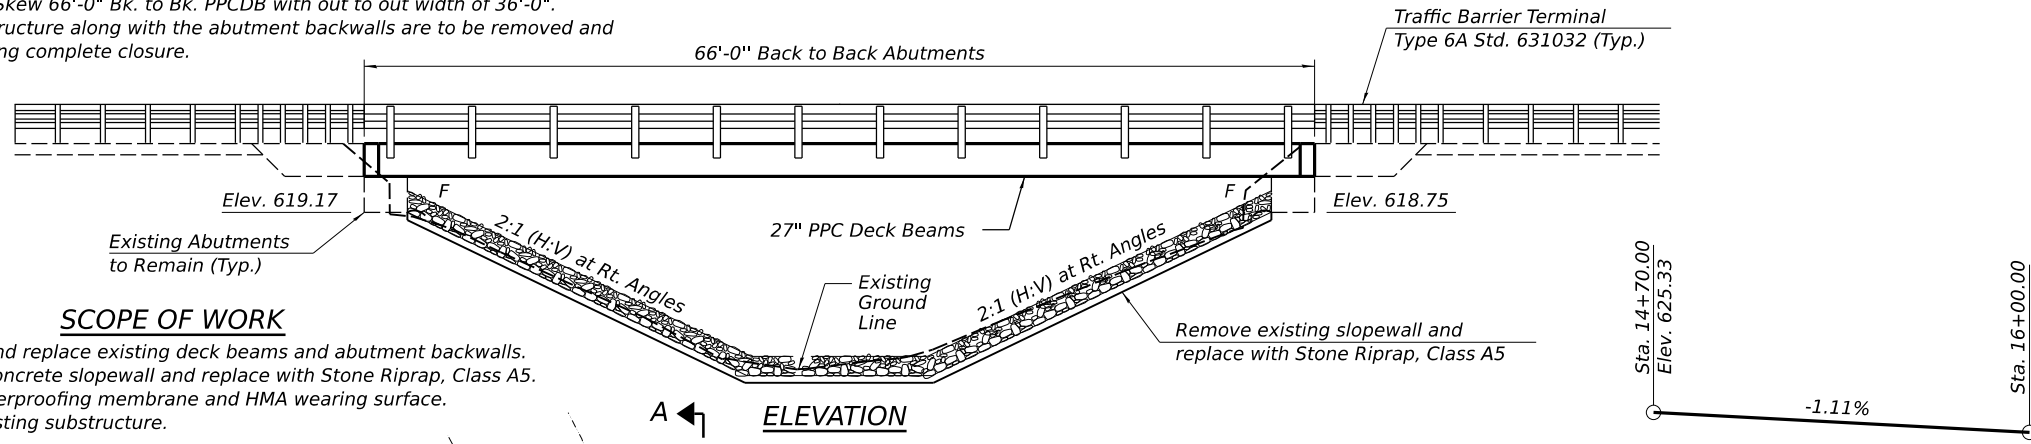 Skew 66'-0" Bk. to Bk. PPCDB with out to out width of 36'-0".
ructure along with the abutment backwalls are to be removed and
ng complete closure.
66'-0" Back to Back Abutments
Traffic Barrier Terminal
Type 6A Std. 631032 (Typ.)
Elev. 619.17
F
F
Elev. 618.75
Existing Abutments
to Remain (Typ.)
2:1 (H:V) at Rt. Angles
27" PPC Deck Beams
2:1 (H:V) at Rt. Angles
Existing
Ground
Line
Remove existing slopewall and
replace with Stone Riprap, Class A5
SCOPE OF WORK
nd replace existing deck beams and abutment backwalls.
oncrete slopewall and replace with Stone Riprap, Class A5.
erproofing membrane and HMA wearing surface.
sting substructure.
A
ELEVATION
Sta. 14+70.00
Elev. 625.33
-1.11%
Sta. 16+00.00